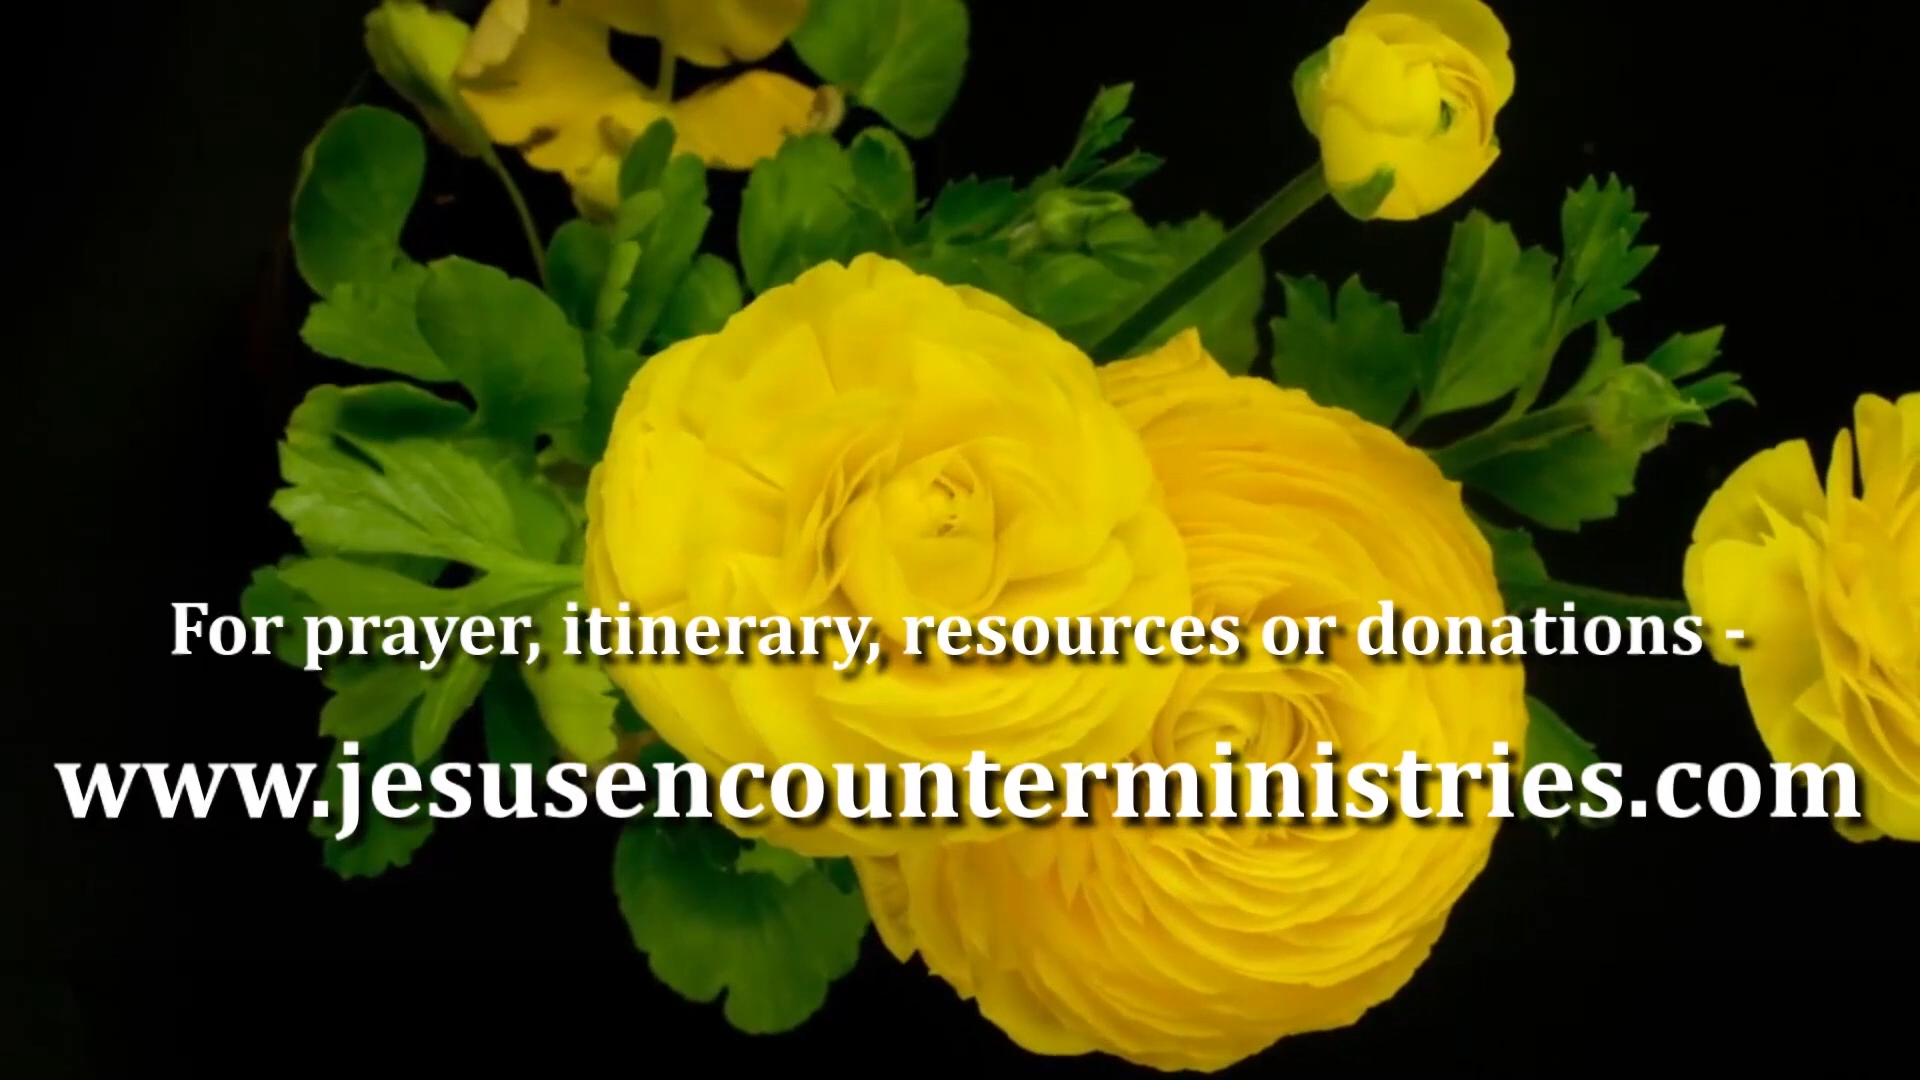 For prayer, itinerary, resources or donations -
www.jesusencounterministries.com